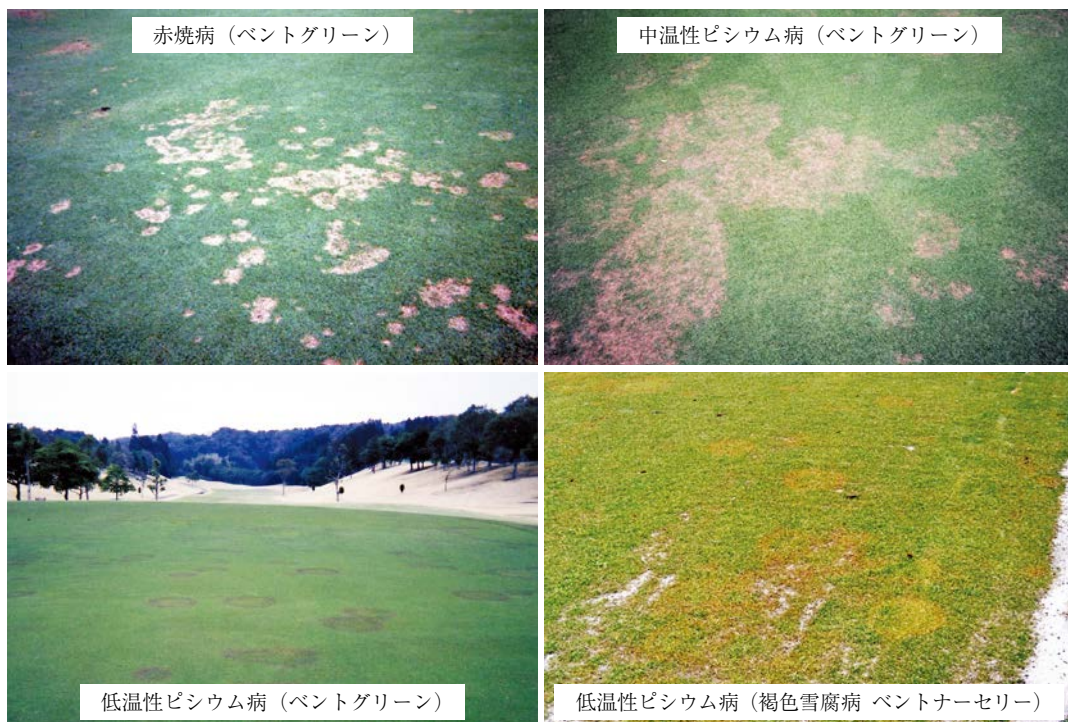 赤焼病（ベントグリーン）
中温性ピシウム病（ベントグリーン）
低温性ピシウム病（ベントグリーン）
低温性ピシウム病（褐色雪腐病 ベントナーセリー）